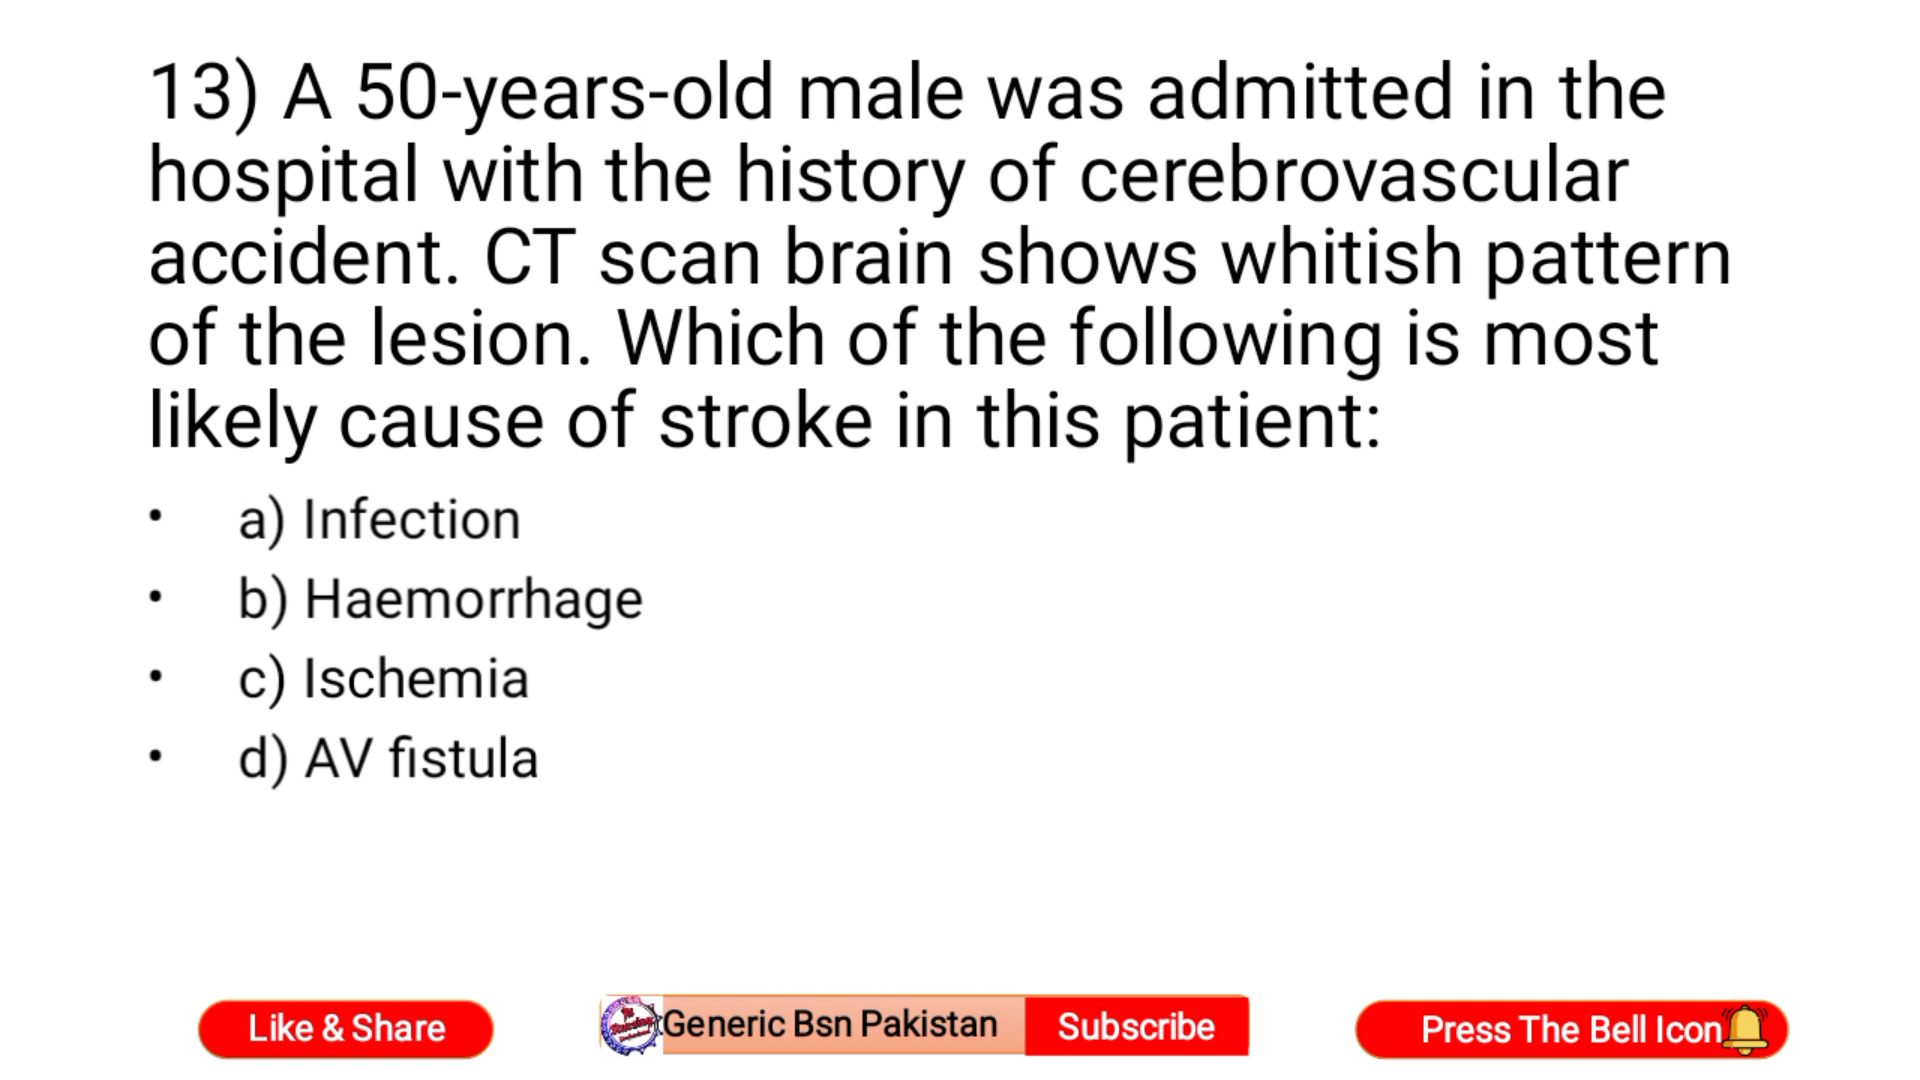 13) A 50-years-old male was admitted in the
hospital with the history of cerebrovascular
accident. CT scan brain shows whitish pattern
of the lesion. Which of the following is most
likely cause of stroke in this patient:
• a) Infection
• b) Haemorrhage
• c) Ischemia
• d) AV fistula
Like & Share
Generic Bsn Pakistan
Subscribe
Press The Bell Icon